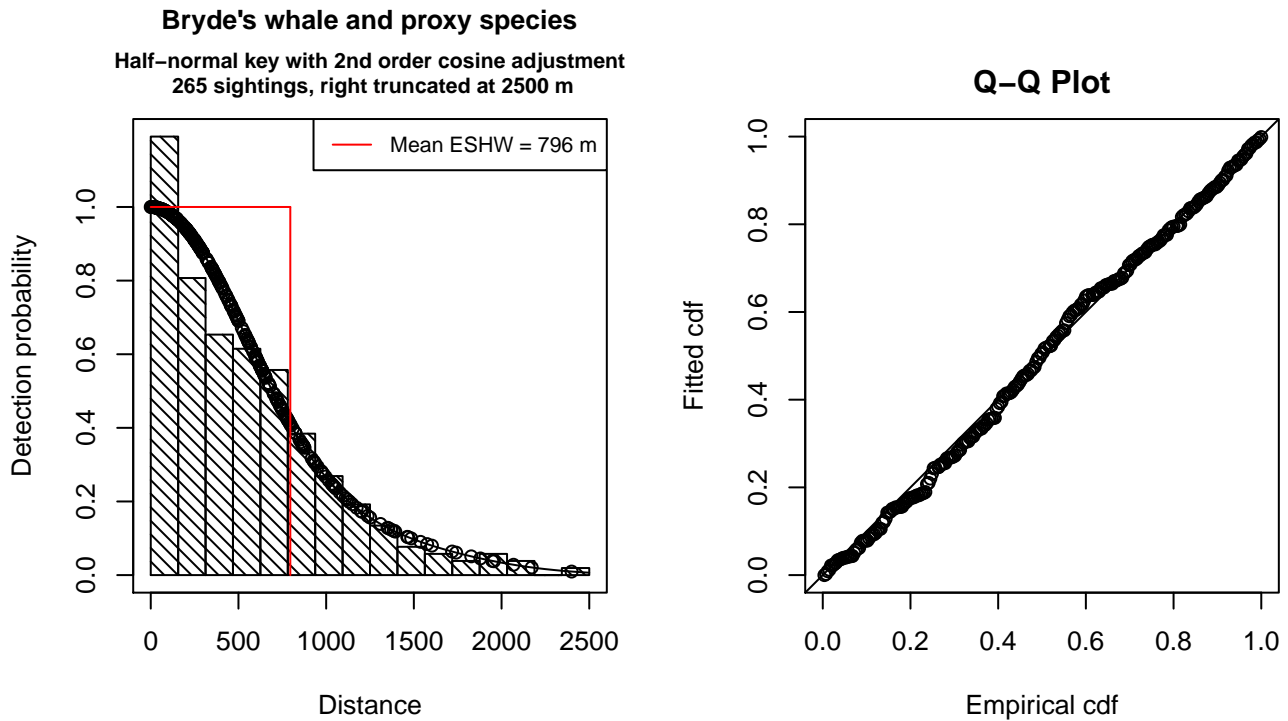 Bryde's whale and proxy species
Half−normal key with 2nd order cosine adjustment
265 sightings, right truncated at 2500 m
Mean ESHW = 796 m
Detection probability
1.0
0.8
0.6
0.4
0.2
0.0
0 500 1000 1500 2000 2500
Distance
Q−Q Plot
Fitted cdf
1.0
0.8
0.6
0.4
0.2
0.0
0.0 0.2 0.4 0.6 0.8 1.0
Empirical cdf